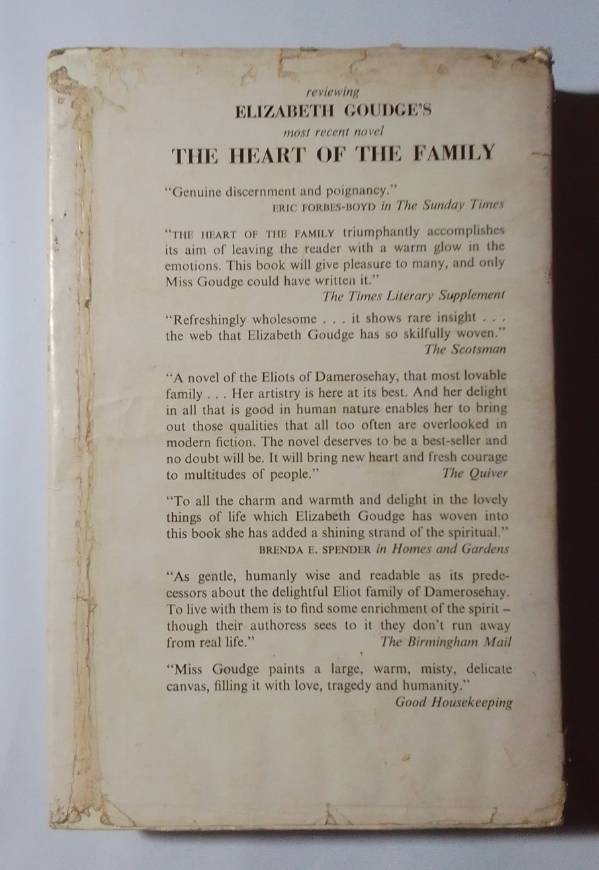 reviewing
ELIZABETH GOUDGE'S
most recent novel
THE HEART OF THE FAMILY
"Genuine discernment and poignancy."
ERIC FORBES-BOYD in The Sunday Times
"THE HEART OF THE FAMILY triumphantly accomplishes
its aim of leaving the reader with a warm glow in the
emotions. This book will give pleasure to many, and only
Miss Goudge could have written it."
The Times Literary Supplement
"Refreshingly wholesome . . . it shows rare insight . . .
the web that Elizabeth Goudge has so skilfully woven."
The Scotsman
"A novel of the Eliots of Damerosehay, that most lovable
family . . . Her artistry is here at its best. And her delight
in all that is good in human nature enables her to bring
out those qualities that all too often are overlooked in
modern fiction. The novel deserves to be a best-seller and
no doubt will be. It will bring new heart and fresh courage
to multitudes of people." The Quiver
"To all the charm and warmth and delight in the lovely
things of life which Elizabeth Goudge has woven into
this book she has added a shining strand of the spiritual."
BRENDA E. SPENDER in Homes and Gardens
"As gentle, humanly wise and readable as its prede-
cessors about the delightful Eliot family of Damerosehay.
To live with them is to find some enrichment of the spirit –
though their authoress sees to it they don't run away
from real life." The Birmingham Mail
"Miss Goudge paints a large, warm, misty, delicate
canvas, filling it with love, tragedy and humanity."
Good Housekeeping